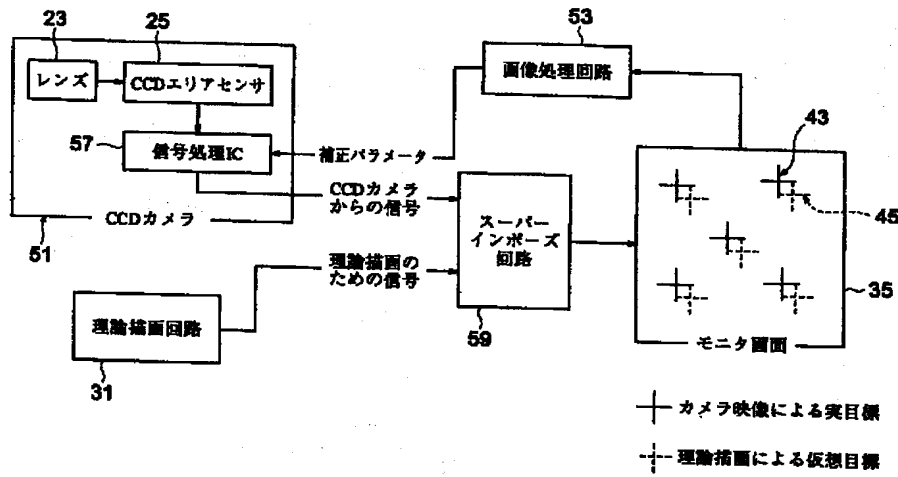 23
25
53
レンズ
CCDエリアセンサ
画像処理回路
57
信号処理IC
補正パラメータ
43
45
CCDカメラ
からの信号
CCDカメラ
51
スーパー
インポーズ
回路
理論描画の
ための信号
理論描画回路
31
59
35
モニタ画面
カメラ映像による実目標
理論描画による仮想目標